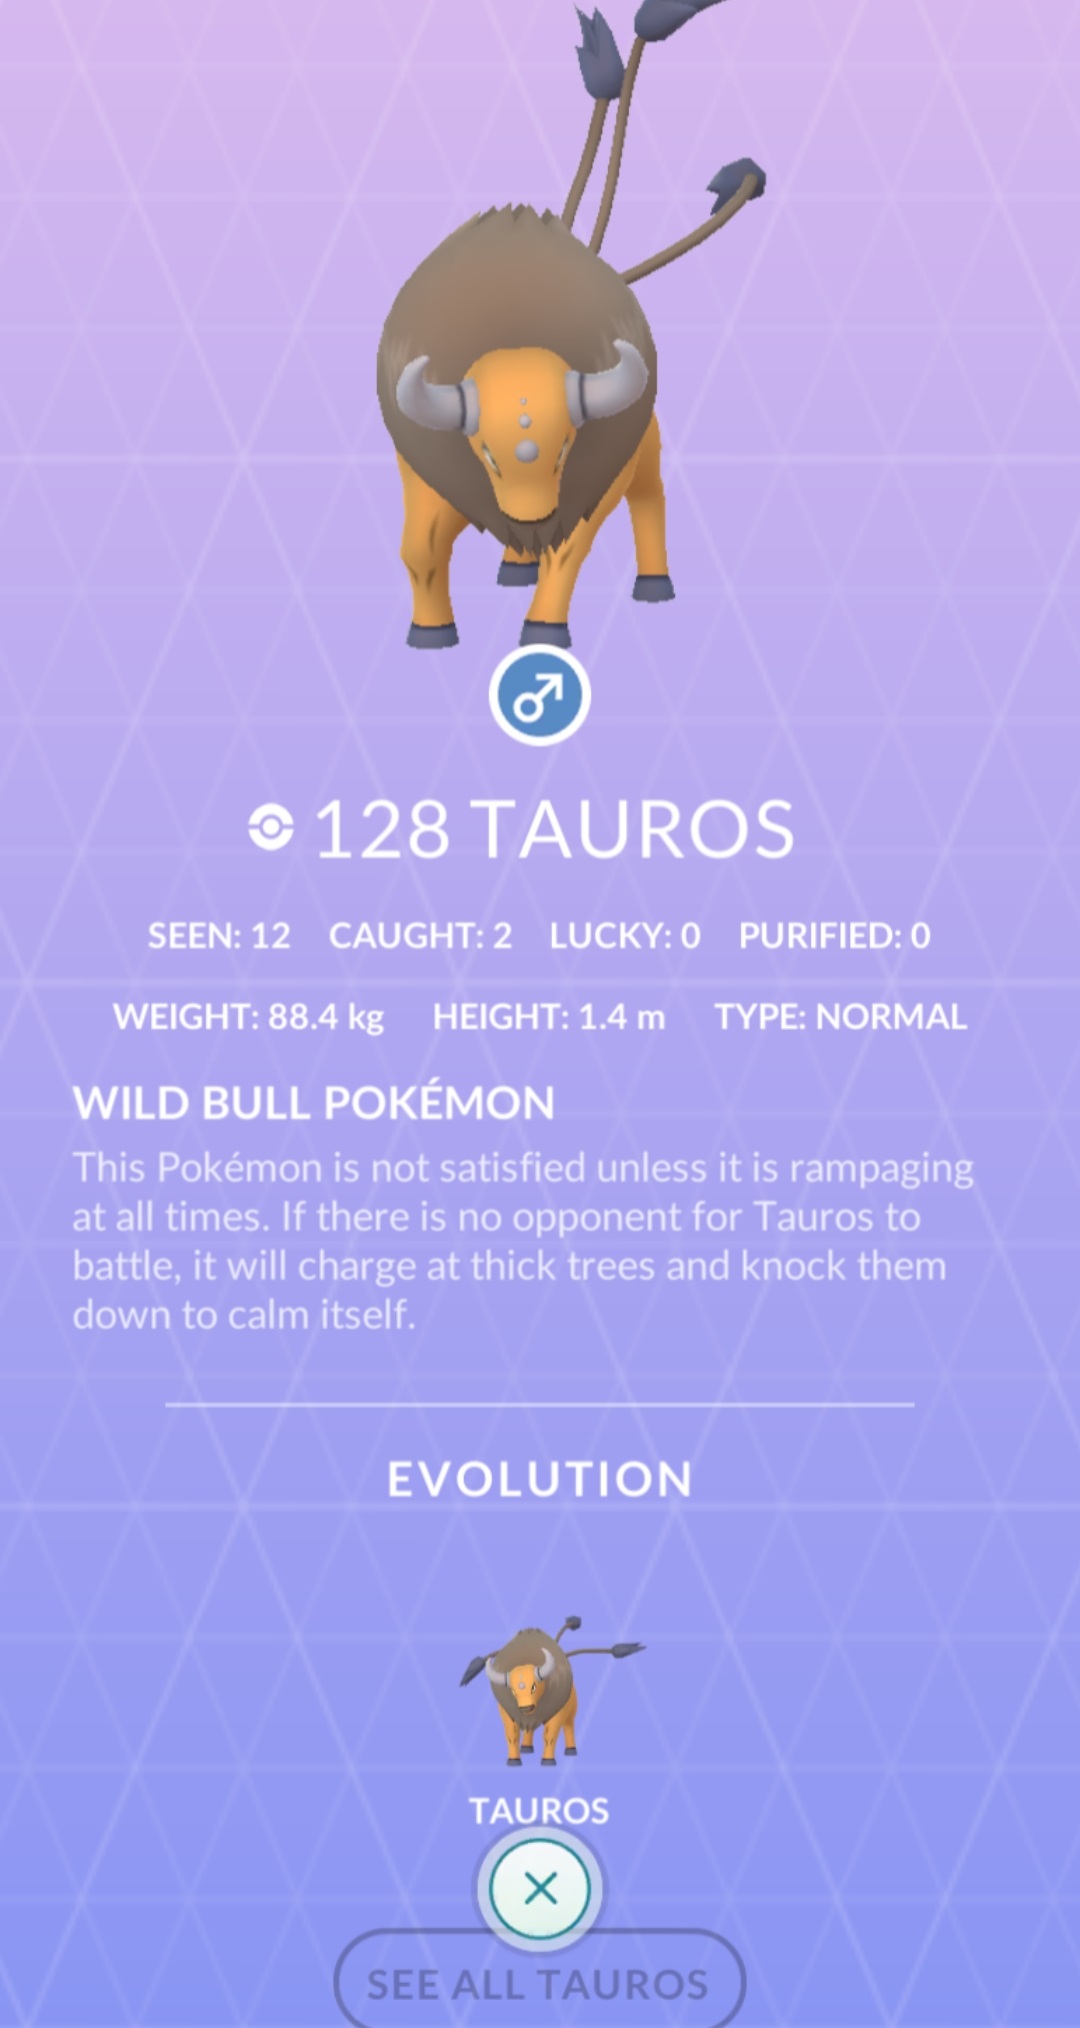 128 TAUROS
SEEN: 12 CAUGHT: 2 LUCKY: 0 PURIFIED: 0
WEIGHT: 88.4 kg HEIGHT: 1.4 m TYPE: NORMAL
WILD BULL POKÉMON
This Pokémon is not satisfied unless it is rampaging
at all times. If there is no opponent for Tauros to
battle, it will charge at thick trees and knock them
down to calm itself.
EVOLUTION
TAUROS
SEE ALL TAUROS